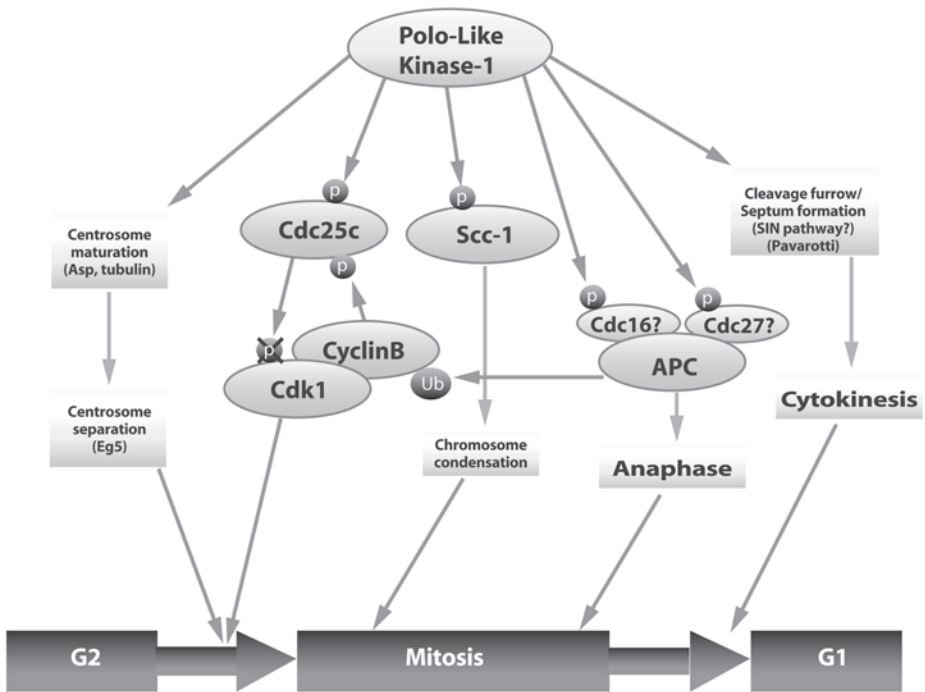 Polo-Like
Kinase-1
p
Cdc25c
p
p
Scc-1
Centrosome
maturation
(Asp, tubulin)
Cleavage furrow/
Septum formation
(SIN pathway?)
(Pavarotti)
p
p
Cdc16?
Cdc27?
APC
p
CyclinB
Cdk1
Ub
Centrosome
separation
(Eg5)
Chromosome
condensation
Anaphase
Cytokinesis
G2
Mitosis
G1